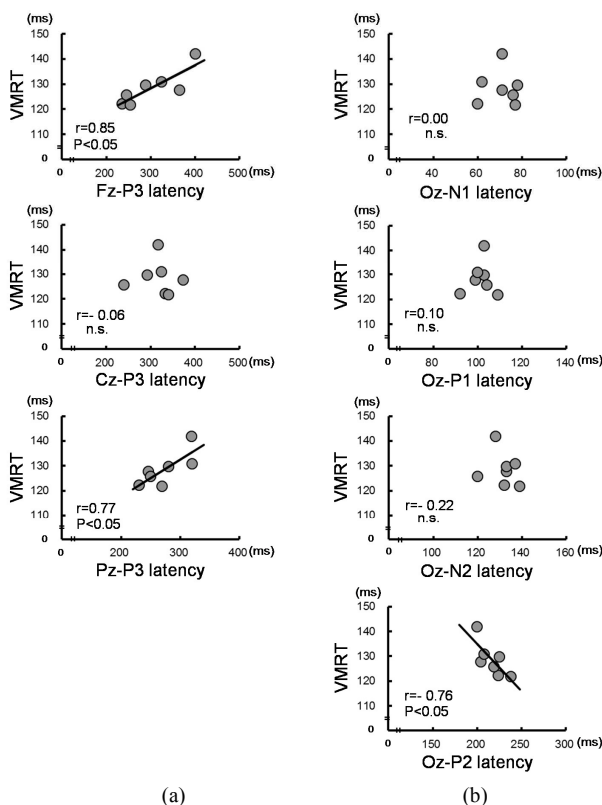 (ms)
150
140
130
120
110
0
VMRT
r=0.85
P<0.05
0 100 200 300 400 500 (ms)
Fz-P3 latency
(ms)
150
140
130
120
110
0
VMRT
r=- 0.06
n.s.
0 100 200 300 400 500 (ms)
Cz-P3 latency
(ms)
150
140
130
120
110
0
VMRT
r=0.77
P<0.05
0 200 300 400 (ms)
Pz-P3 latency
(a)
(ms)
150
140
130
120
110
0
VMRT
r=0.00
n.s.
0 40 60 80 100 (ms)
Oz-N1 latency
(ms)
150
140
130
120
110
0
VMRT
r=0.10
n.s.
0 80 100 120 140 (ms)
Oz-P1 latency
(ms)
150
140
130
120
110
0
VMRT
r=- 0.22
n.s.
0 100 120 140 160 (ms)
Oz-N2 latency
(ms)
150
140
130
120
110
0
VMRT
r=- 0.76
P<0.05
0 150 200 250 300 (ms)
Oz-P2 latency
(b)